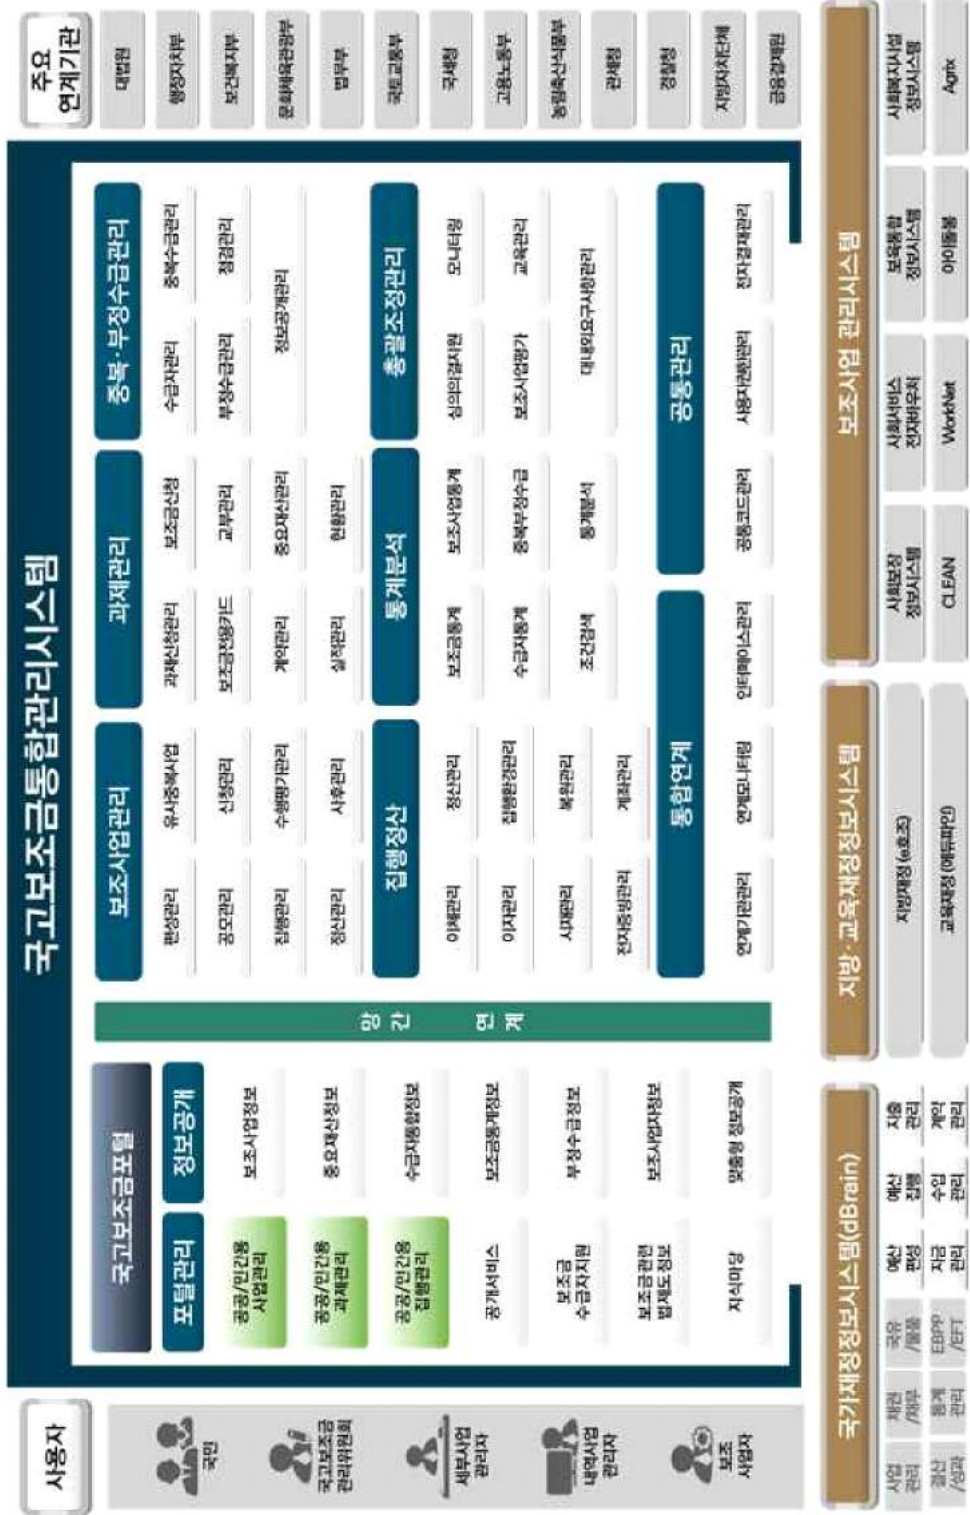 국고보조금통합관리시스템
사용자
국민
국고보조금
관리위원회
세부사업
관리자
내역사업
관리자
보조
사업자
국고보조금포털
포털관리
공공/민간용
사업관리
공공/민간용
과제관리
공공/민간용
집행관리
공개서비스
보조금
수급자지원
보조금관련
법제도정보
지식마당
정보공개
보조사업정보
중요재산정보
수급자통합정보
보조금통계정보
부정수급정보
보조사업자정보
맞춤형 정보공개
망간 연계
보조사업관리
편성관리
유사중복사업
공모관리
신청관리
집행관리
수행평가관리
정산관리
사후관리
과제관리
과제신청관리
보조금신청
보조금전용카드
교부관리
계약관리
중요재산관리
실적관리
현황관리
중복·부정수급관리
수급자관리
중복수급관리
부정수급관리
점검관리
정보공개관리
집행정산
이체관리
정산관리
이자관리
집행환경관리
시재관리
복원관리
전자증빙관리
계좌관리
통계분석
보조금통계
보조사업통계
수급자통계
중복부정수급
조건검색
통계분석
총괄조정관리
심의의결지원
모니터링
보조사업평가
교육관리
대내외요구사항관리
통합연계
연계기관관리
연계모니터링
인터페이스관리
공통관리
공통코드관리
사용자권한관리
전자결재관리
주요
연계기관
대법원
행정자치부
보건복지부
문화체육관광부
법무부
국토교통부
국세청
고용노동부
농림축산식품부
관세청
경찰청
지방자치단체
금융결제원
국가재정정보시스템(dBrain)
사업
관리
채권
/채무
국유
/물품
예산
편성
예산
집행
지출
관리
결산
/성과
통계
관리
EBPP
/EFT
자금
관리
수입
관리
계약
관리
지방·교육재정정보시스템
지방재정 (e호조)
교육재정 (에듀파인)
보조사업 관리시스템
사회보장
정보시스템
사회서비스
전자바우처
보육통합
정보시스템
사회복지시설
정보시스템
CLEAN
WorkNet
아이돌봄
Agrix